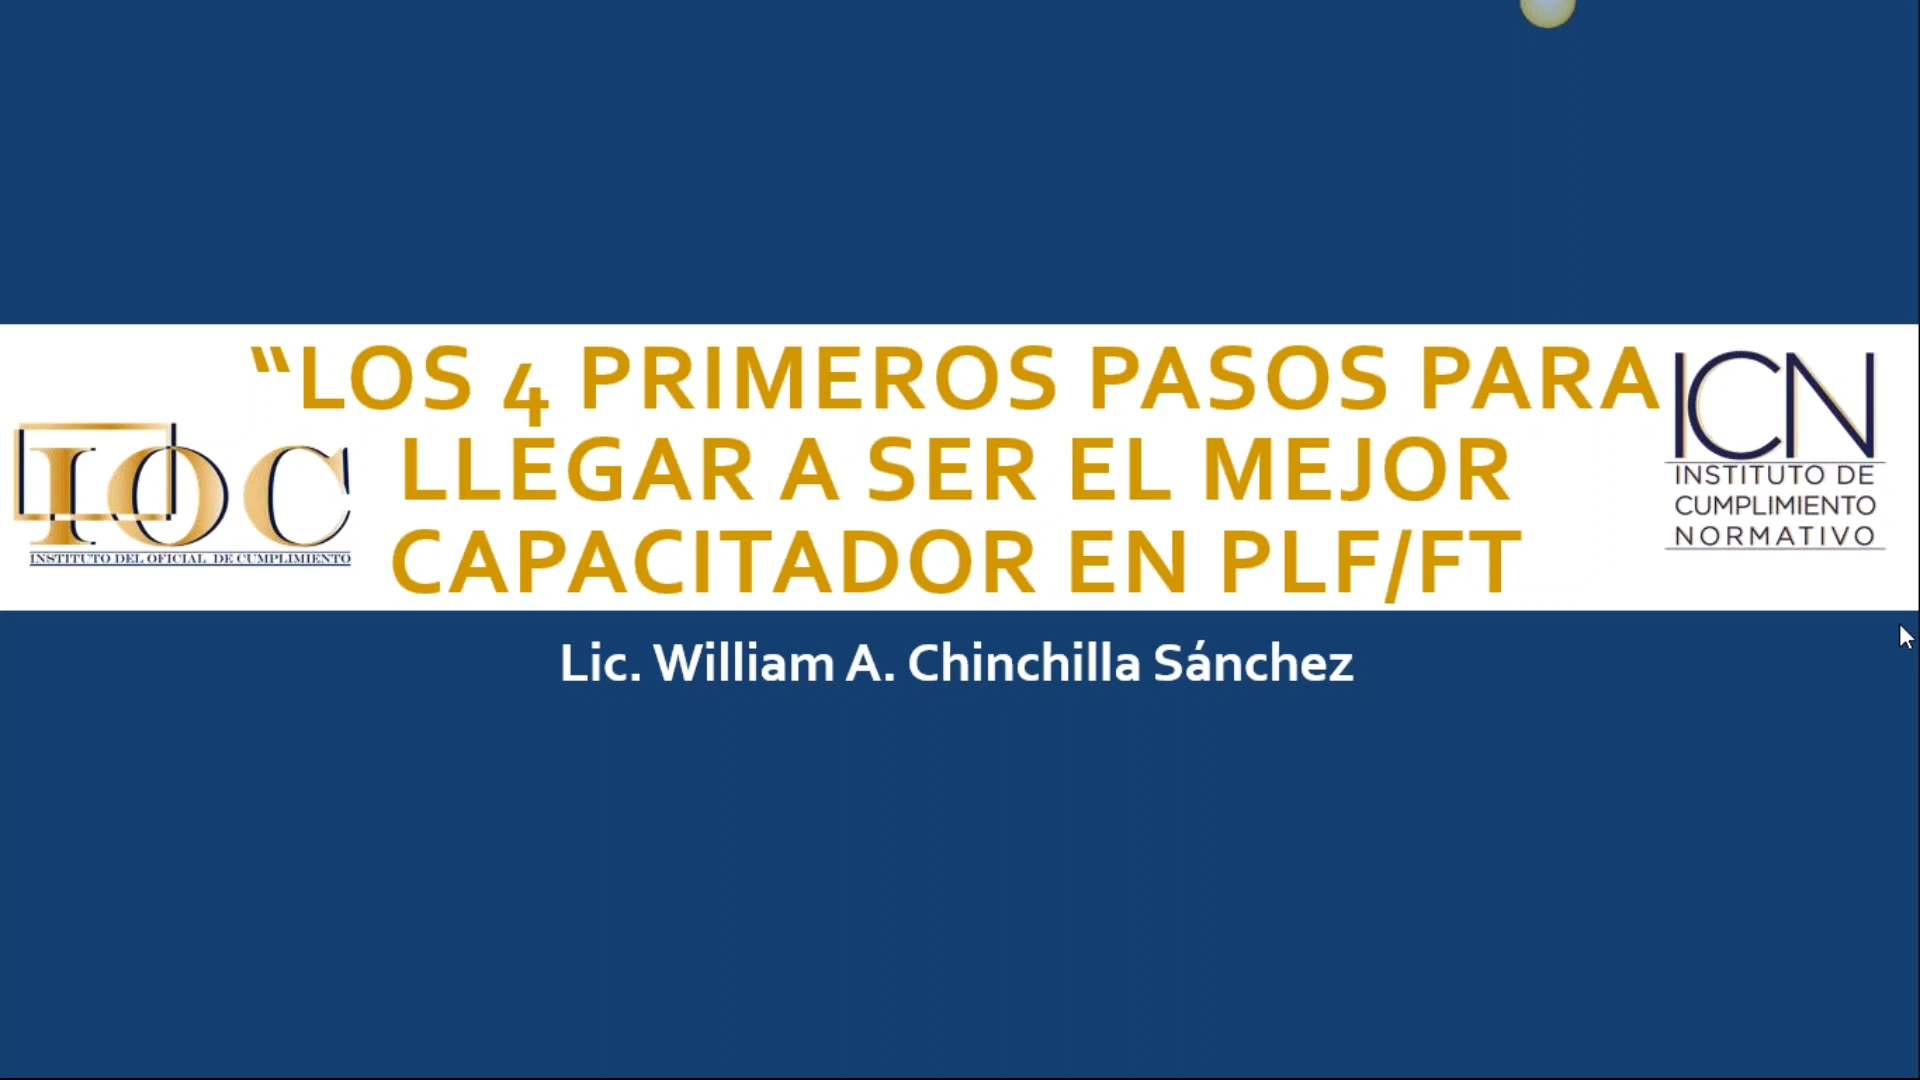 “LOS 4 PRIMEROS PASOS PARA
LLEGAR A SER EL MEJOR
CAPACITADOR EN PLF/FT
IOC
INSTITUTO DEL OFICIAL DE CUMPLIMIENTO
ICN
INSTITUTO DE
CUMPLIMIENTO
NORMATIVO
Lic. William A. Chinchilla Sánchez